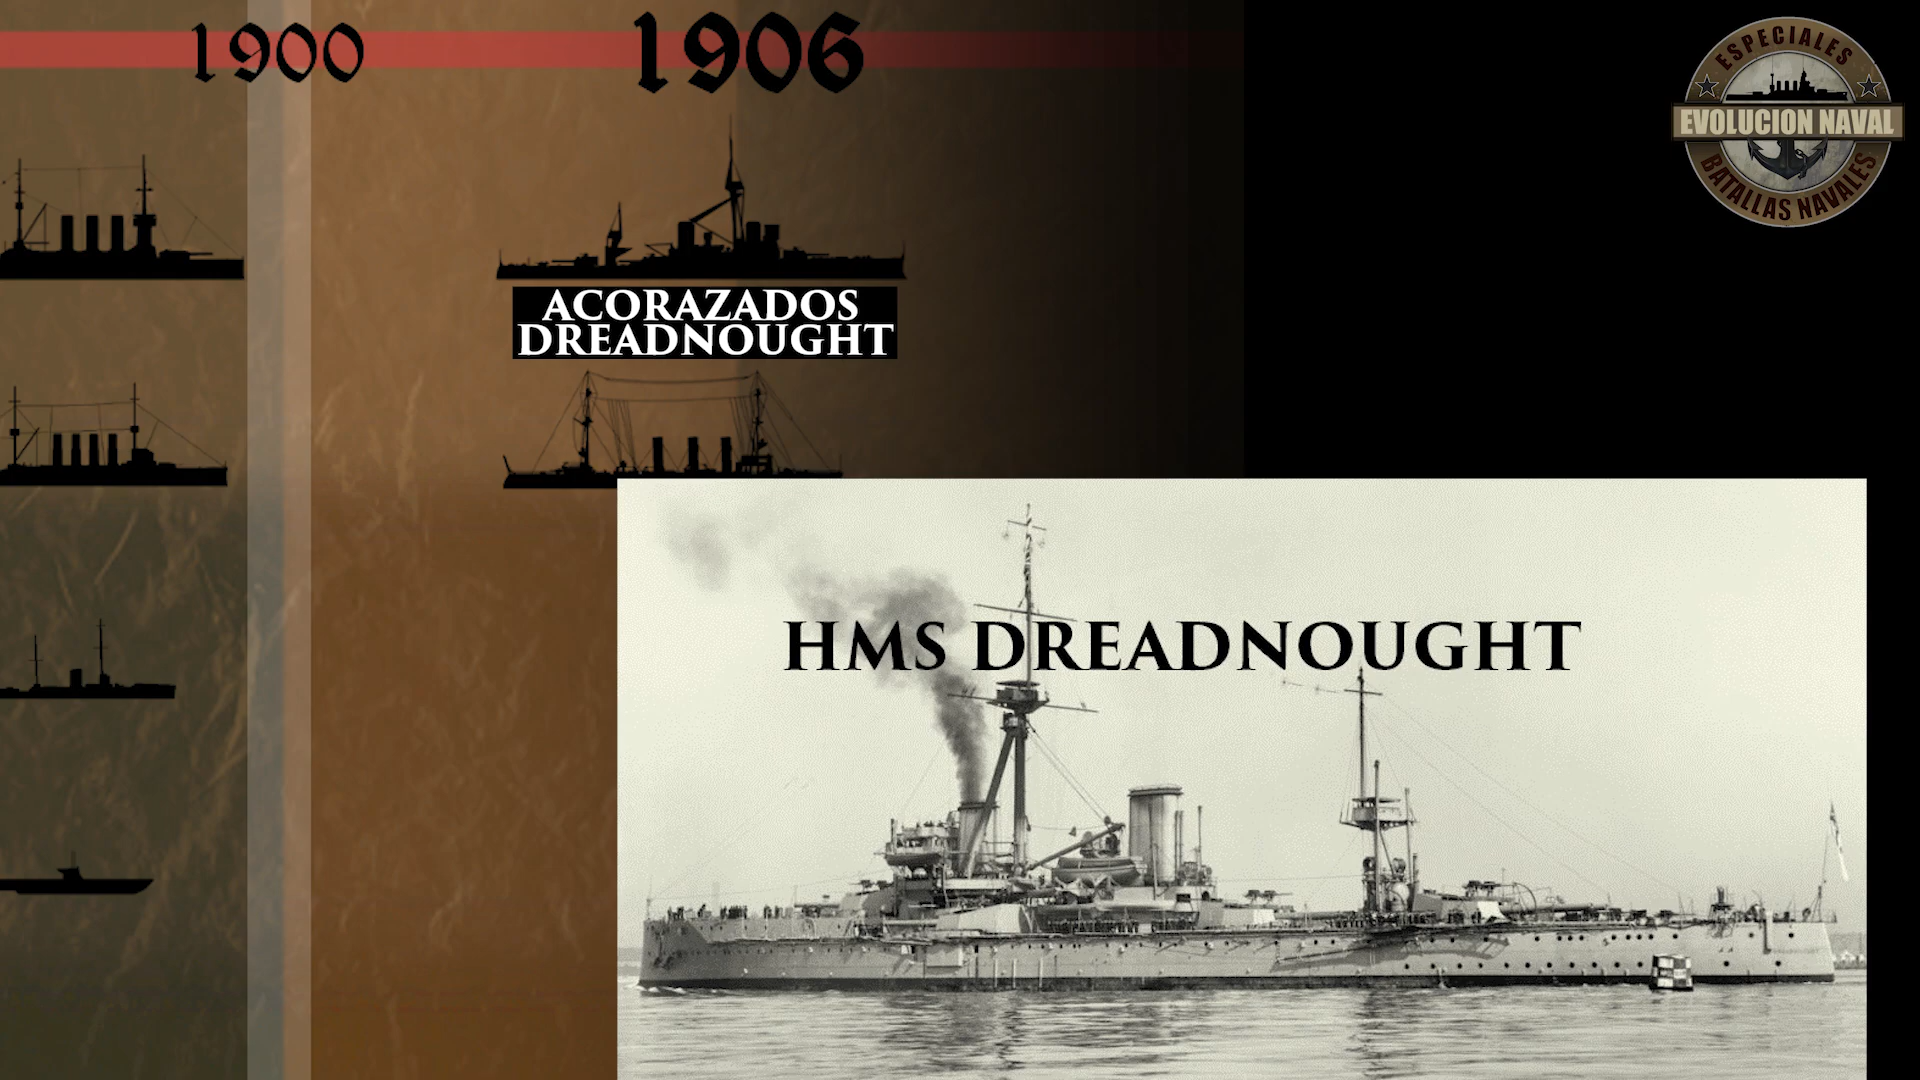 1900
1906
ESPECIALES
EVOLUCION NAVAL
BATALLAS NAVALES
ACORAZADOS
DREADNOUGHT
HMS DREADNOUGHT